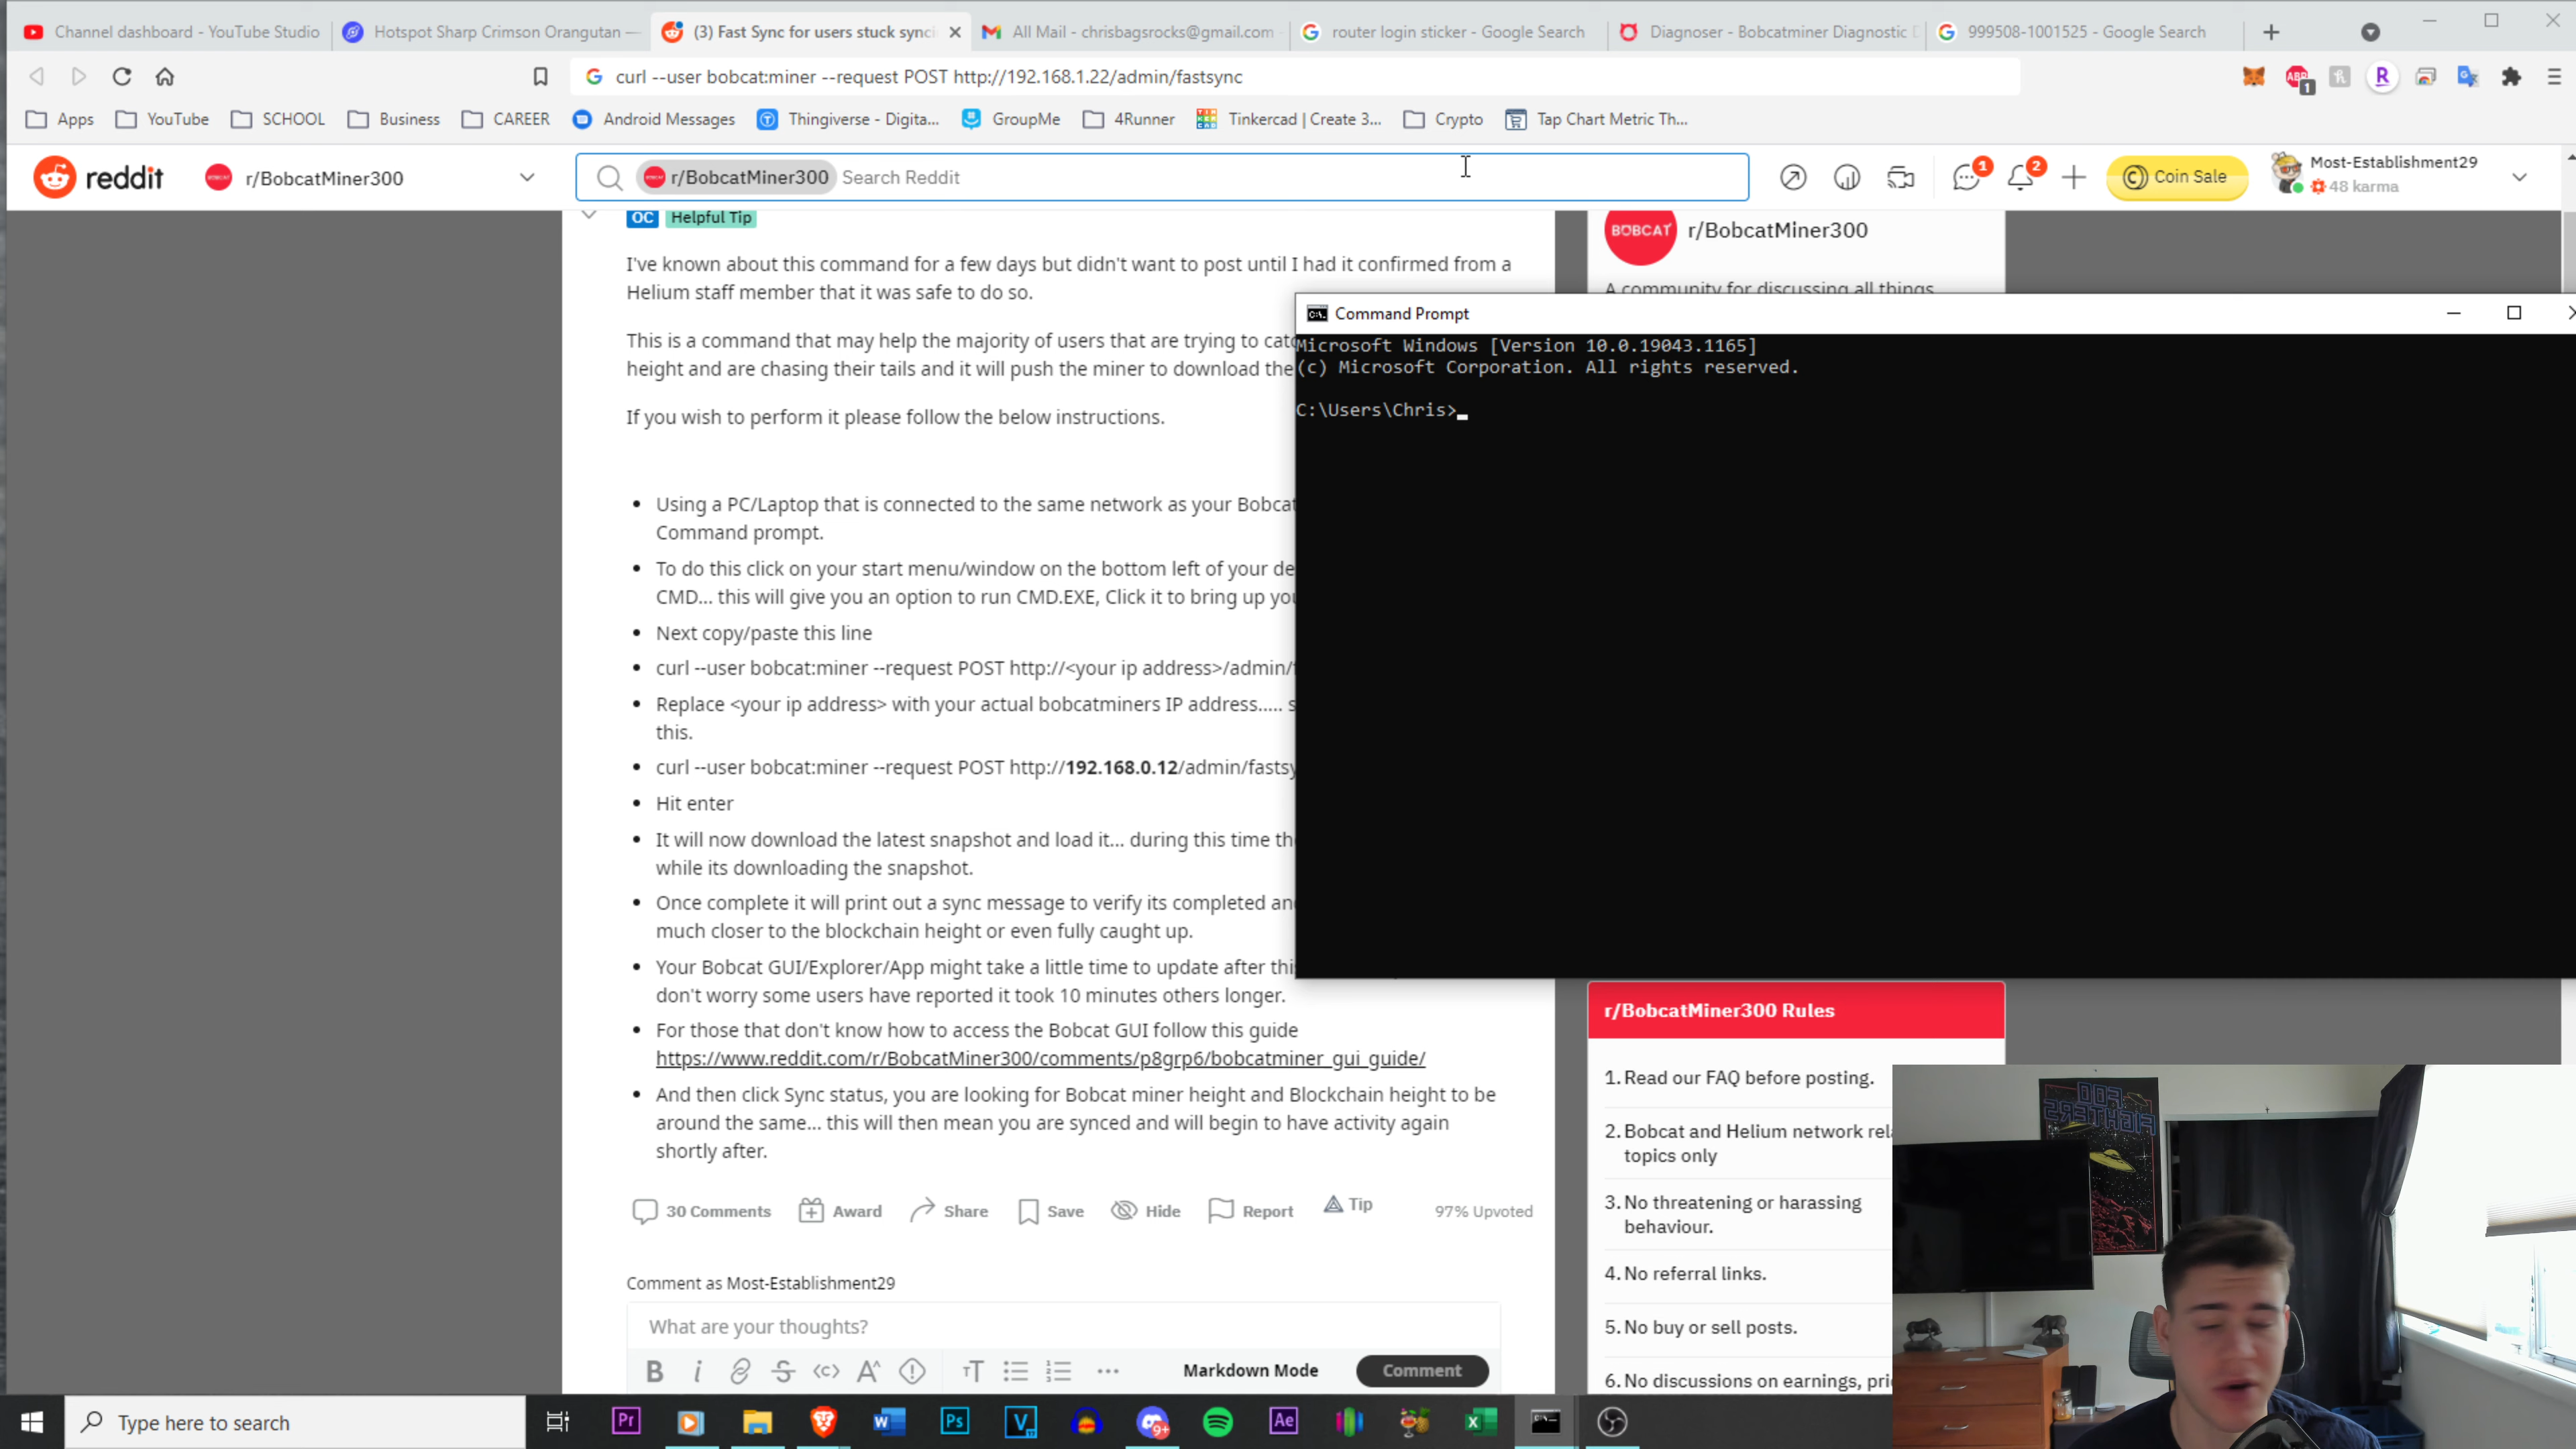 Channel dashboard - YouTube Studio
Hotspot Sharp Crimson Orangutan —
(3) Fast Sync for users stuck synci
All Mail - chrisbagsrocks@gmail.com
router login sticker - Google Search
Diagnoser - Bobcatminer Diagnostic
999508-1001525 - Google Search
curl --user bobcat:miner --request POST http://192.168.1.22/admin/fastsync
ABP 1
R
Apps
YouTube
SCHOOL
Business
CAREER
Android Messages
Thingiverse - Digita...
GroupMe
4Runner
Tinkercad | Create 3...
Crypto
Tap Chart Metric Th...
reddit
r/BobcatMiner300
r/BobcatMiner300 Search Reddit
1
2
Coin Sale
Most-Establishment29
48 karma
OC Helpful Tip
I've known about this command for a few days but didn't want to post until I had it confirmed from a
Helium staff member that it was safe to do so.
This is a command that may help the majority of users that are trying to catc
height and are chasing their tails and it will push the miner to download the
If you wish to perform it please follow the below instructions.
• Using a PC/Laptop that is connected to the same network as your Bobcat
Command prompt.
• To do this click on your start menu/window on the bottom left of your de
CMD... this will give you an option to run CMD.EXE, Click it to bring up you
• Next copy/paste this line
• curl --user bobcat:miner --request POST http://<your ip address>/admin/f
• Replace <your ip address> with your actual bobcatminers IP address..... s
this.
• curl --user bobcat:miner --request POST http://192.168.0.12/admin/fastsy
• Hit enter
• It will now download the latest snapshot and load it... during this time th
while its downloading the snapshot.
• Once complete it will print out a sync message to verify its completed an
much closer to the blockchain height or even fully caught up.
• Your Bobcat GUI/Explorer/App might take a little time to update after thi
don't worry some users have reported it took 10 minutes others longer.
• For those that don't know how to access the Bobcat GUI follow this guide
https://www.reddit.com/r/BobcatMiner300/comments/p8grp6/bobcatminer_gui_guide/
• And then click Sync status, you are looking for Bobcat miner height and Blockchain height to be
around the same... this will then mean you are synced and will begin to have activity again
shortly after.
30 Comments
Award
Share
Save
Hide
Report
Tip
97% Upvoted
Comment as Most-Establishment29
What are your thoughts?
Markdown Mode
Comment
BOBCAT
r/BobcatMiner300
A community for discussing all things
Command Prompt
Microsoft Windows [Version 10.0.19043.1165]
(c) Microsoft Corporation. All rights reserved.
C:\Users\Chris>
r/BobcatMiner300 Rules
1. Read our FAQ before posting.
2. Bobcat and Helium network rel
topics only
3. No threatening or harassing
behaviour.
4. No referral links.
5. No buy or sell posts.
6. No discussions on earnings, pri
FOO
FIGHTERS
Type here to search
Pr
W
Ps
V
9+
Ae
X